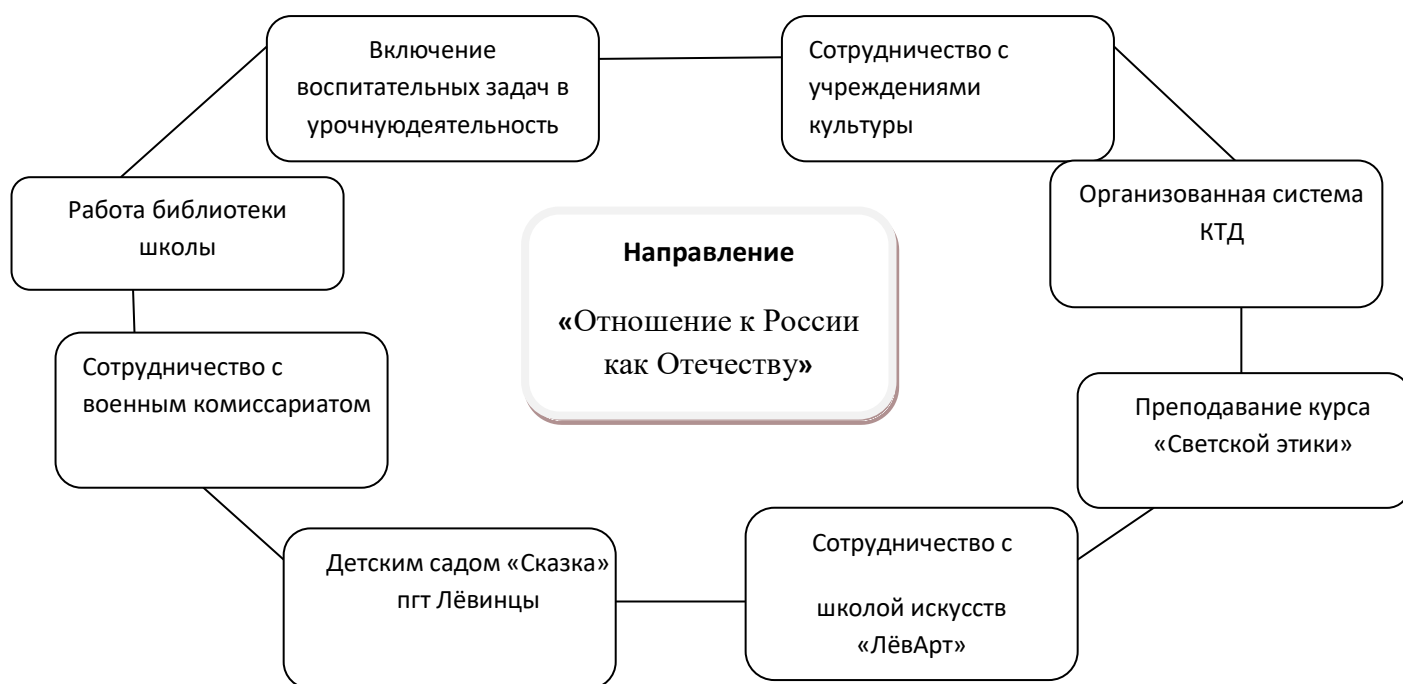 Включение
воспитательных задач в
урочнуюдеятельность
Сотрудничество с
учреждениями
культуры
Работа библиотеки
школы
Организованная система
КТД
Направление
«Отношение к России
как Отечеству»
Сотрудничество с
военным комиссариатом
Преподавание курса
«Светской этики»
Детским садом «Сказка»
пгт Лёвинцы
Сотрудничество с
школой искусств
«ЛёвАрт»